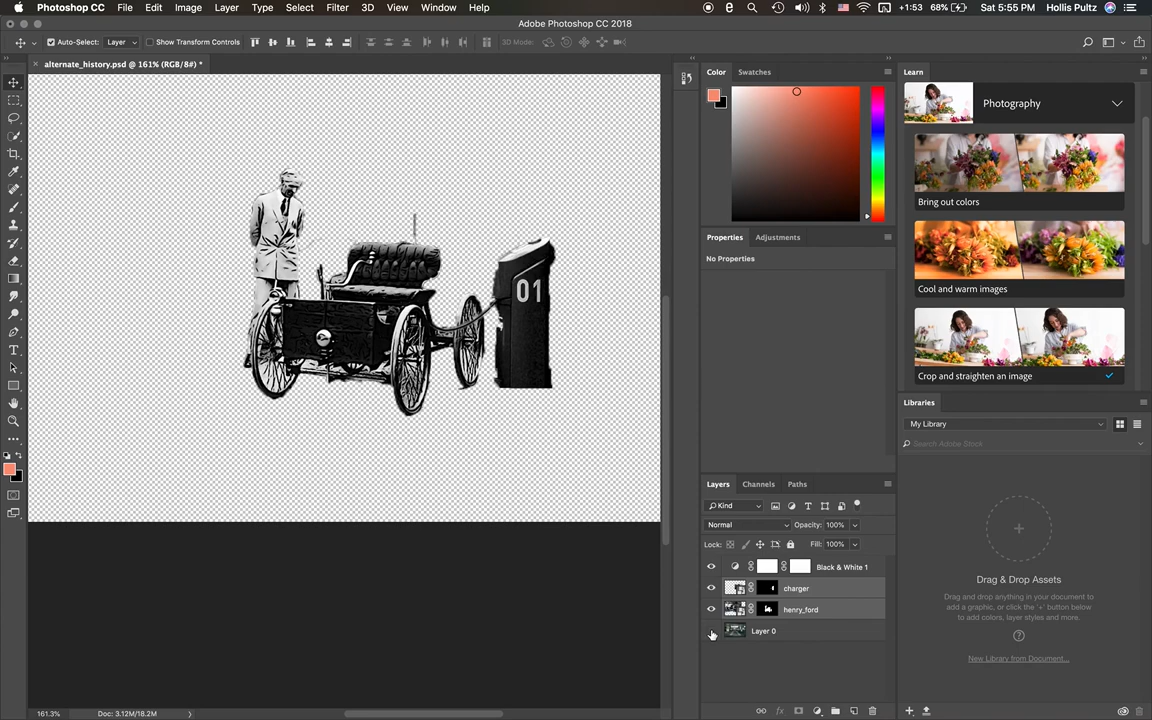 Photoshop CC File Edit Image Layer Type Select Filter 3D View Window Help +1:53 68% Sat 5:55 PM Hollis Pultz
Adobe Photoshop CC 2018
Auto-Select: Layer Show Transform Controls 3D Mode:
× alternate_history.psd @ 161% (RGB/8#) *
Color Swatches
Learn
Photography
Bring out colors
Cool and warm images
Crop and straighten an image
Properties Adjustments
No Properties
01
Libraries
My Library
Search Adobe Stock
Layers Channels Paths
Kind
Normal Opacity: 100%
Lock: Fill: 100%
Black & White 1
charger
henry_ford
Layer 0
Drag & Drop Assets
Drag and drop anything in your document to
add a graphic, or click the '+' button below
to add colors, layer styles and more.
New Library from Document...
161.3% Doc: 3.12M/18.2M